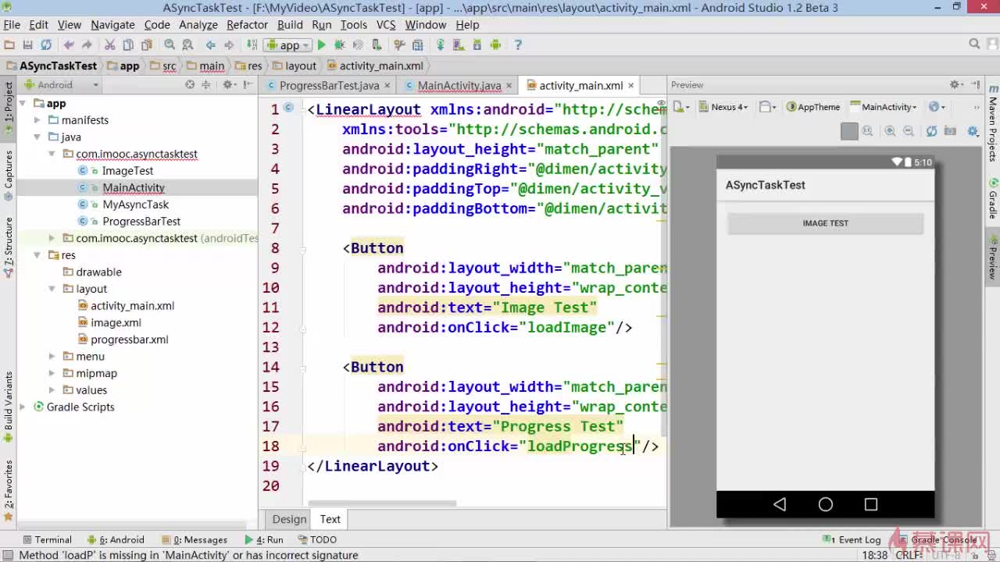 ASyncTaskTest - [F:\MyVideo\ASyncTaskTest] - [app] - ...\app\src\main\res\layout\activity_main.xml - Android Studio 1.2 Beta 3
File Edit View Navigate Code Analyze Refactor Build Run Tools VCS Window Help
app
ASyncTaskTest app src main res layout activity_main.xml
Android
ProgressBarTest.java
MainActivity.java
activity_main.xml
Preview
1: Project
Captures
7: Structure
Build Variants
2: Favorites
app
manifests
java
com.imooc.asynctasktest
ImageTest
MainActivity
MyAsyncTask
ProgressBarTest
com.imooc.asynctasktest (androidTes
res
drawable
layout
activity_main.xml
image.xml
progressbar.xml
menu
mipmap
values
Gradle Scripts
1 <LinearLayout xmlns:android="http://schem
2 xmlns:tools="http://schemas.android.c
3 android:layout_height="match_parent"
4 android:paddingRight="@dimen/activity
5 android:paddingTop="@dimen/activity_v
6 android:paddingBottom="@dimen/activit
7
8 <Button
9 android:layout_width="match_paren
10 android:layout_height="wrap_conte
11 android:text="Image Test"
12 android:onClick="loadImage"/>
13
14 <Button
15 android:layout_width="match_paren
16 android:layout_height="wrap_conte
17 android:text="Progress Test"
18 android:onClick="loadProgress"/>
19 </LinearLayout>
20
Design Text
Nexus 4 AppTheme MainActivity
5:10
ASyncTaskTest
IMAGE TEST
Maven Projects
Gradle
Preview
Terminal 6: Android 0: Messages 4: Run TODO
1 Event Log Gradle Console
Method 'loadP' is missing in 'MainActivity' or has incorrect signature
18:38 CRLF UTF-8
慕课网